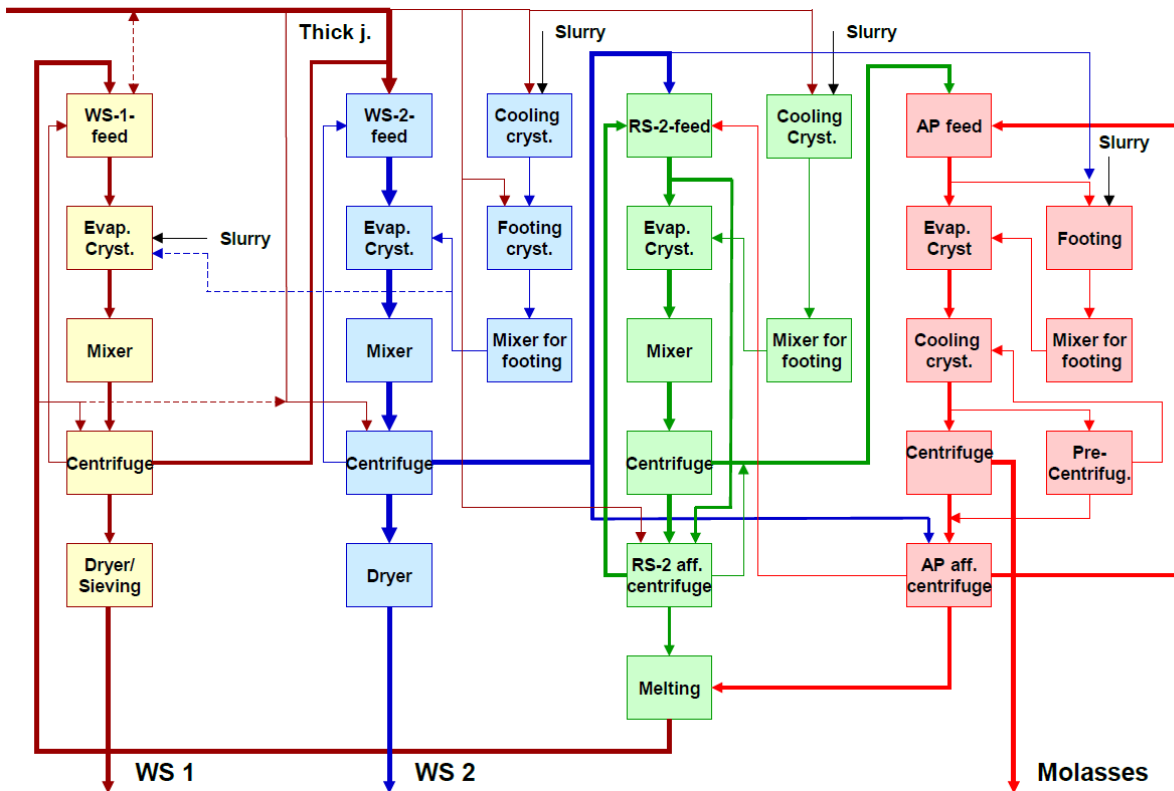 Thick j.
Slurry
Slurry
WS-1-
feed
WS-2-
feed
Cooling
cryst.
RS-2-feed
Cooling
Cryst.
AP feed
Slurry
Evap.
Cryst.
Slurry
Evap.
Cryst.
Footing
cryst.
Evap.
Cryst.
Evap.
Cryst
Footing
Mixer
Mixer
Mixer for
footing
Mixer
Mixer for
footing
Cooling
cryst.
Mixer for
footing
Centrifuge
Centrifuge
Centrifuge
Centrifuge
Pre-
Centrifug.
Dryer/
Sieving
Dryer
RS-2 aff.
centrifuge
AP aff.
centrifuge
Melting
WS 1
WS 2
Molasses